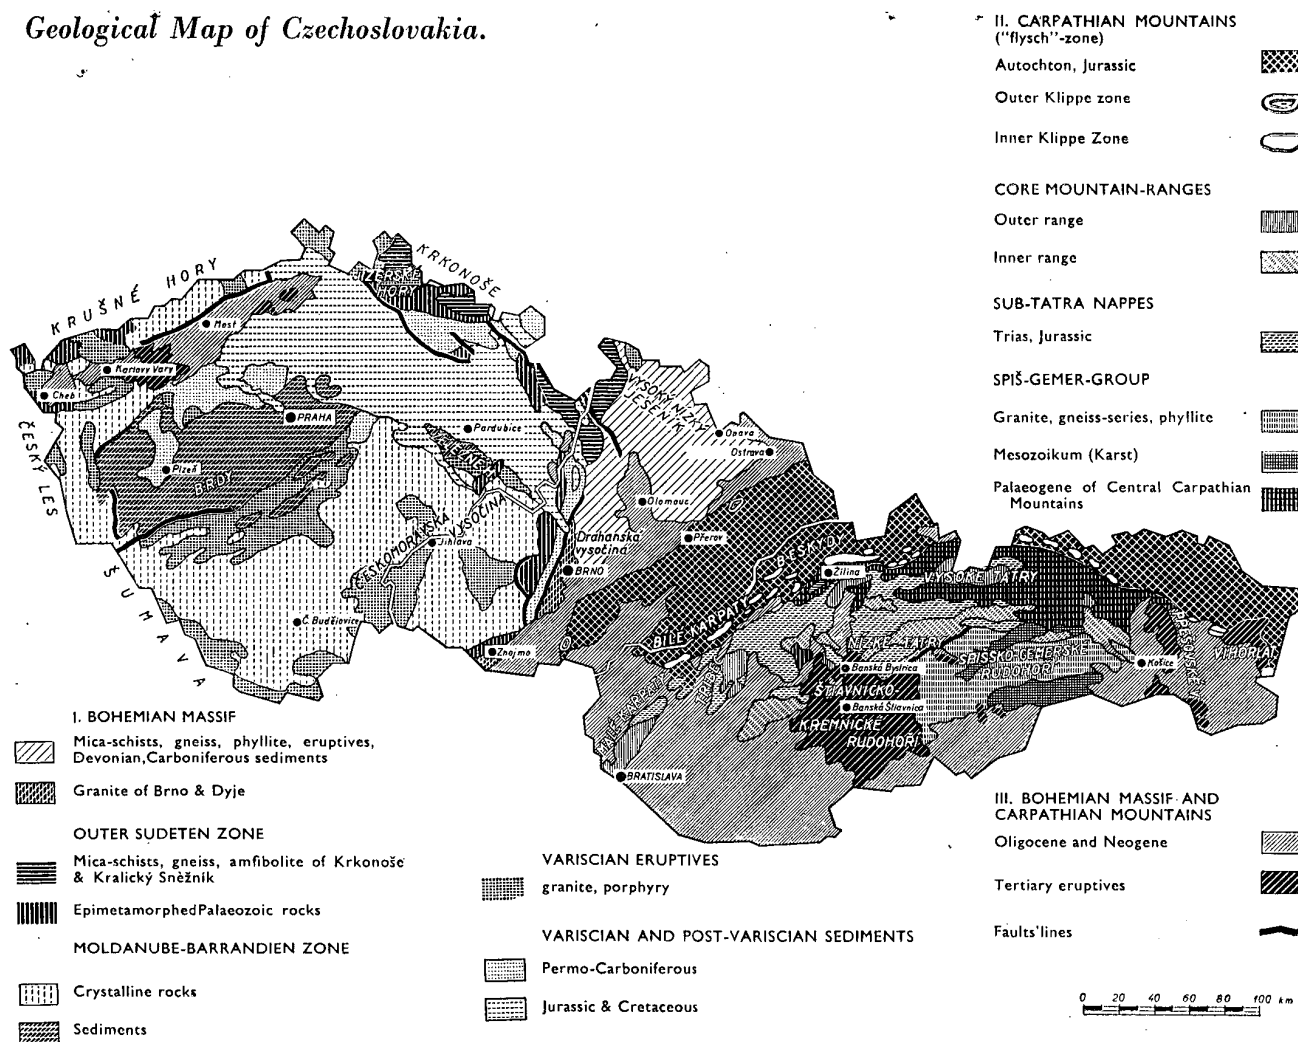 Geological Map of Czechoslovakia.
II. CARPATHIAN MOUNTAINS
("flysch"-zone)
Autochton, Jurassic
Outer Klippe zone
Inner Klippe Zone
CORE MOUNTAIN-RANGES
Outer range
Inner range
SUB-TATRA NAPPES
Trias, Jurassic
SPIŠ-GEMER-GROUP
Granite, gneiss-series, phyllite
Mesozoikum (Karst)
Palaeogene of Central Carpathian
Mountains
KRUŠNÉ HORY
KRKONOŠE
JIZERSKÉ
HORY
Most
Karlovy Vary
Cheb
ČESKÝ LES
PRAHA
Plzeň
BRDY
Pardubice
VYSOKÝ NÍZKÝ
JESENÍK
Opava
Ostrava
Olomouc
Přerov
Drahanská
vysočina
BRNO
ČESKOMORAVSKÁ
VYSOČINA
Jihlava
Č. Budějovice
ŠUMAVA
Znojmo
BÍLÉ KARPATY
BESKYDY
Žilina
VYSOKÉ TATRY
NÍZKÉ TATRY
Banská Bystrica
ŠTIAVNICKO-
Banská Štiavnica
KREMNICKÉ
RUDOHOŘÍ
RUDOHOŘÍ
Košice
VIHORLAT
BRATISLAVA
I. BOHEMIAN MASSIF
Mica-schists, gneiss, phyllite, eruptives,
Devonian, Carboniferous sediments
Granite of Brno & Dyje
OUTER SUDETEN ZONE
Mica-schists, gneiss, amfibolite of Krkonoše
& Kralický Sněžník
Epimetamorphed Palaeozoic rocks
MOLDANUBE-BARRANDIEN ZONE
Crystalline rocks
Sediments
VARISCIAN ERUPTIVES
granite, porphyry
VARISCIAN AND POST-VARISCIAN SEDIMENTS
Permo-Carboniferous
Jurassic & Cretaceous
III. BOHEMIAN MASSIF AND
CARPATHIAN MOUNTAINS
Oligocene and Neogene
Tertiary eruptives
Faults'lines
0 20 40 60 80 100 km